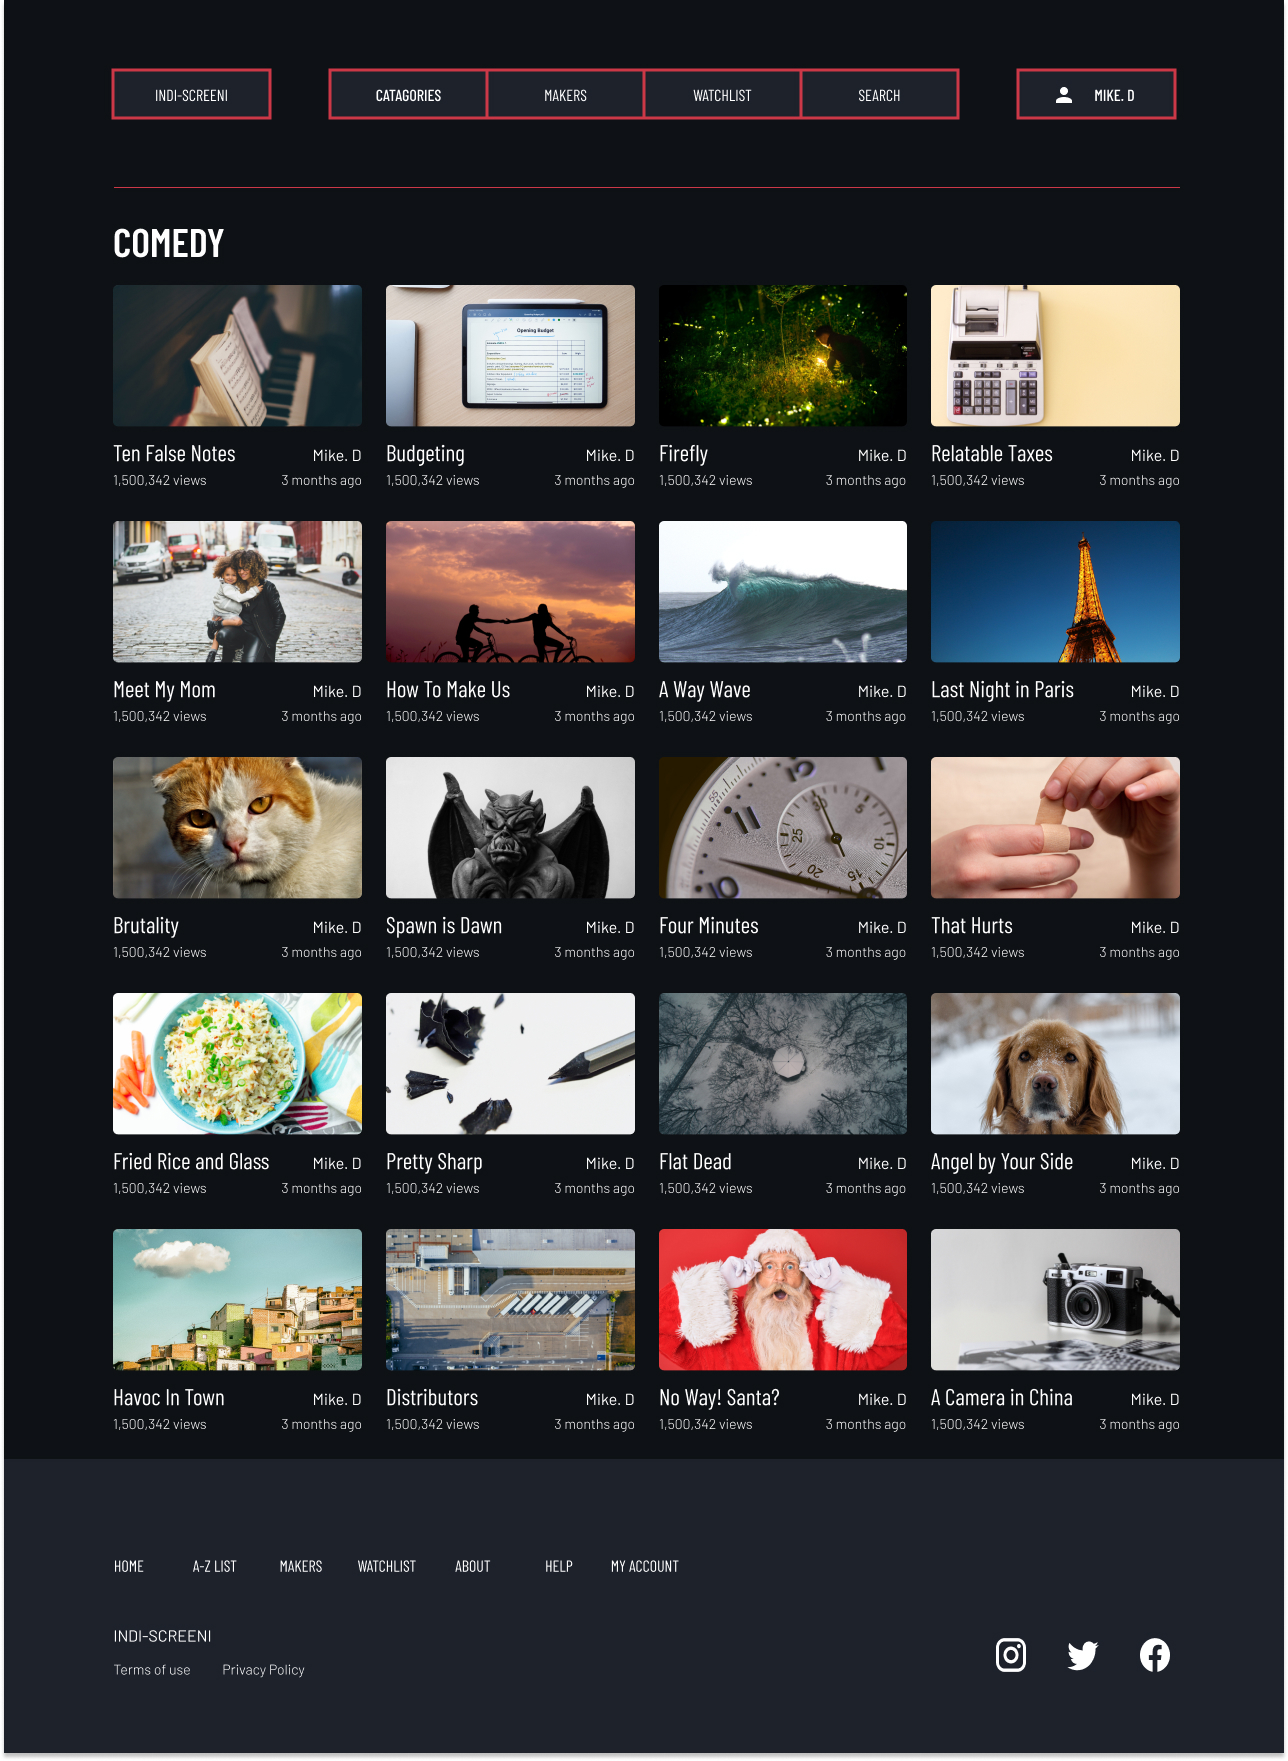 INDI-SCREENI
CATAGORIES MAKERS WATCHLIST SEARCH
MIKE. D
COMEDY
Opening Budget
Ten False Notes Mike. D
1,500,342 views 3 months ago
Budgeting Mike. D
1,500,342 views 3 months ago
Firefly Mike. D
1,500,342 views 3 months ago
Relatable Taxes Mike. D
1,500,342 views 3 months ago
Meet My Mom Mike. D
1,500,342 views 3 months ago
How To Make Us Mike. D
1,500,342 views 3 months ago
A Way Wave Mike. D
1,500,342 views 3 months ago
Last Night in Paris Mike. D
1,500,342 views 3 months ago
55
30
5
25
10
20
15
10
Brutality Mike. D
1,500,342 views 3 months ago
Spawn is Dawn Mike. D
1,500,342 views 3 months ago
Four Minutes Mike. D
1,500,342 views 3 months ago
That Hurts Mike. D
1,500,342 views 3 months ago
Fried Rice and Glass Mike. D
1,500,342 views 3 months ago
Pretty Sharp Mike. D
1,500,342 views 3 months ago
Flat Dead Mike. D
1,500,342 views 3 months ago
Angel by Your Side Mike. D
1,500,342 views 3 months ago
Havoc In Town Mike. D
1,500,342 views 3 months ago
Distributors Mike. D
1,500,342 views 3 months ago
No Way! Santa? Mike. D
1,500,342 views 3 months ago
A Camera in China Mike. D
1,500,342 views 3 months ago
HOME A-Z LIST MAKERS WATCHLIST ABOUT HELP MY ACCOUNT
INDI-SCREENI
Terms of use Privacy Policy